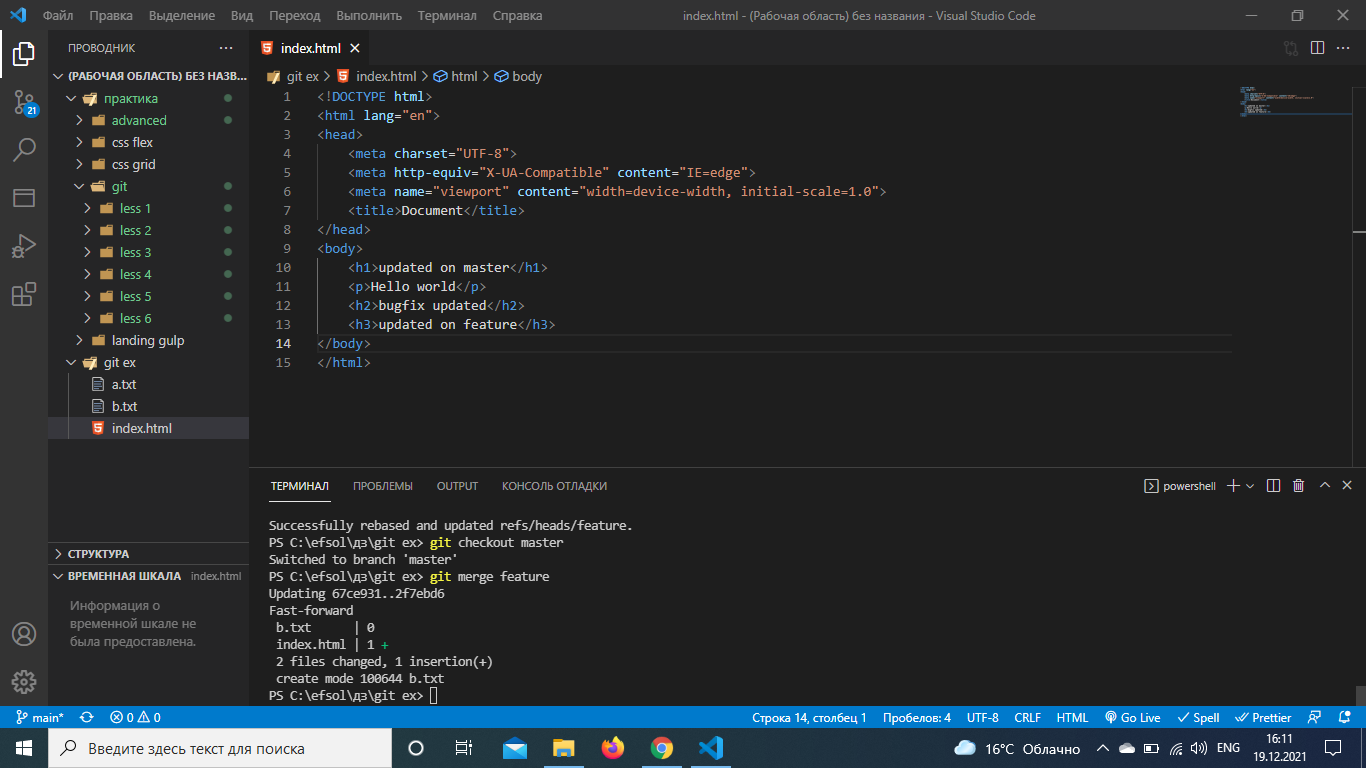 Файл Правка Выделение Вид Переход Выполнить Терминал Справка index.html - (Рабочая область) без названия - Visual Studio Code
ПРОВОДНИК
(РАБОЧАЯ ОБЛАСТЬ) БЕЗ НАЗВ...
практика
advanced
css flex
css grid
git
less 1
less 2
less 3
less 4
less 5
less 6
landing gulp
git ex
a.txt
b.txt
index.html
21
СТРУКТУРА
ВРЕМЕННАЯ ШКАЛА index.html
Информация о
временной шкале не
была предоставлена.
index.html
git ex > index.html > html > body
1 <!DOCTYPE html>
2 <html lang="en">
3 <head>
4 <meta charset="UTF-8">
5 <meta http-equiv="X-UA-Compatible" content="IE=edge">
6 <meta name="viewport" content="width=device-width, initial-scale=1.0">
7 <title>Document</title>
8 </head>
9 <body>
10 <h1>updated on master</h1>
11 <p>Hello world</p>
12 <h2>bugfix updated</h2>
13 <h3>updated on feature</h3>
14 </body>
15 </html>
ТЕРМИНАЛ ПРОБЛЕМЫ OUTPUT КОНСОЛЬ ОТЛАДКИ powershell
Successfully rebased and updated refs/heads/feature.
PS C:\efsol\дз\git ex> git checkout master
Switched to branch 'master'
PS C:\efsol\дз\git ex> git merge feature
Updating 67ce931..2f7ebd6
Fast-forward
b.txt | 0
index.html | 1 +
2 files changed, 1 insertion(+)
create mode 100644 b.txt
PS C:\efsol\дз\git ex>
main* 0 0 Строка 14, столбец 1 Пробелов: 4 UTF-8 CRLF HTML Go Live Spell Prettier
Введите здесь текст для поиска 16°C Облачно ENG 16:11
19.12.2021